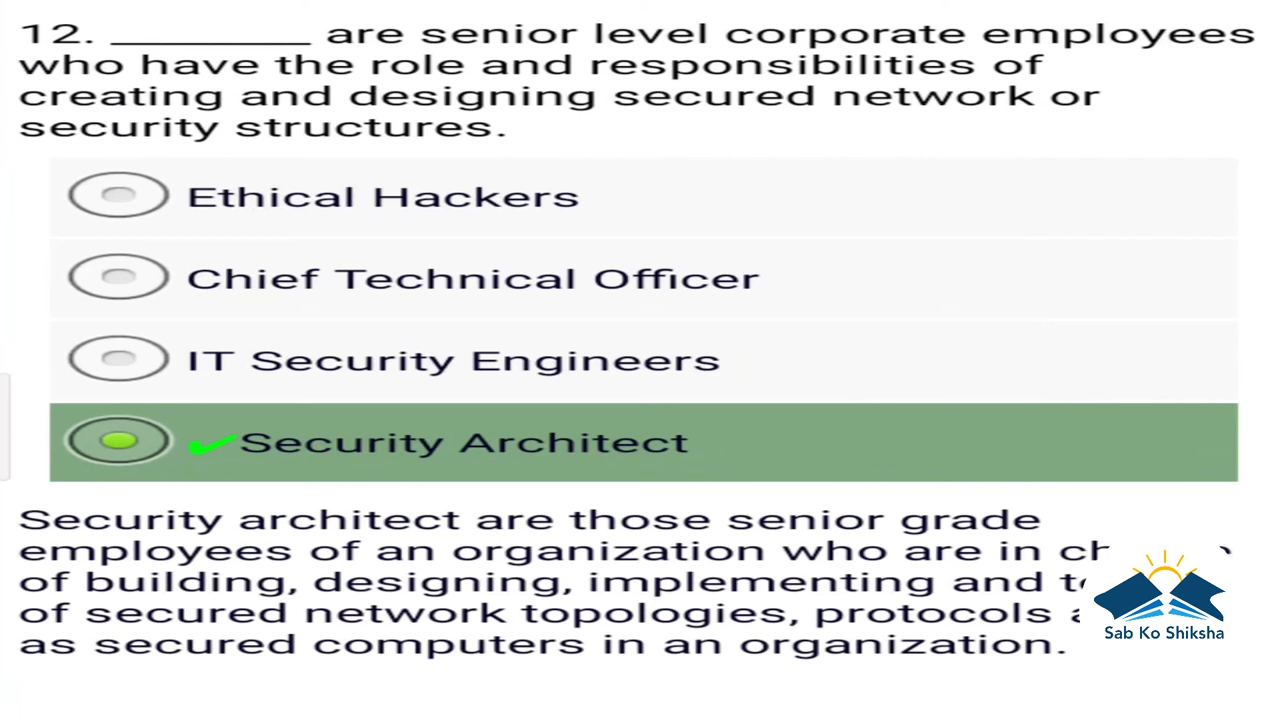 12. ________ are senior level corporate employees
who have the role and responsibilities of
creating and designing secured network or
security structures.
Ethical Hackers
Chief Technical Officer
IT Security Engineers
Security Architect
Security architect are those senior grade
employees of an organization who are in
of building, designing, implementing and
of secured network topologies, protocols
as secured computers in an organization.
Sab Ko Shiksha